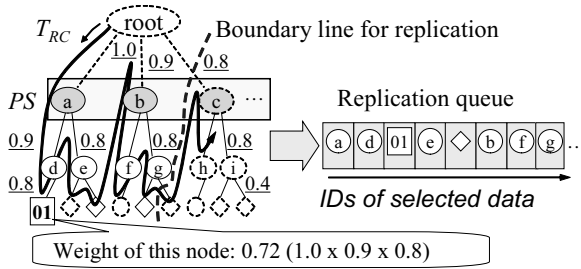 root
T_RC
Boundary line for replication
1.0
0.9
0.8
PS
a
b
c
...
Replication queue
0.9
0.8
0.8
0.8
d
e
f
g
h
i
a
d
01
e
b
f
g
...
0.8
0.4
IDs of selected data
01
Weight of this node: 0.72 (1.0 x 0.9 x 0.8)